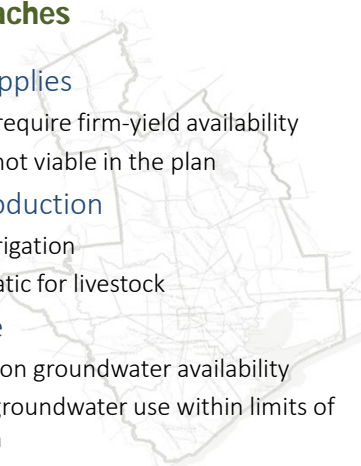 aches
pplies
require firm-yield availability
not viable in the plan
oduction
rigation
atic for livestock
e
on groundwater availability
groundwater use within limits of